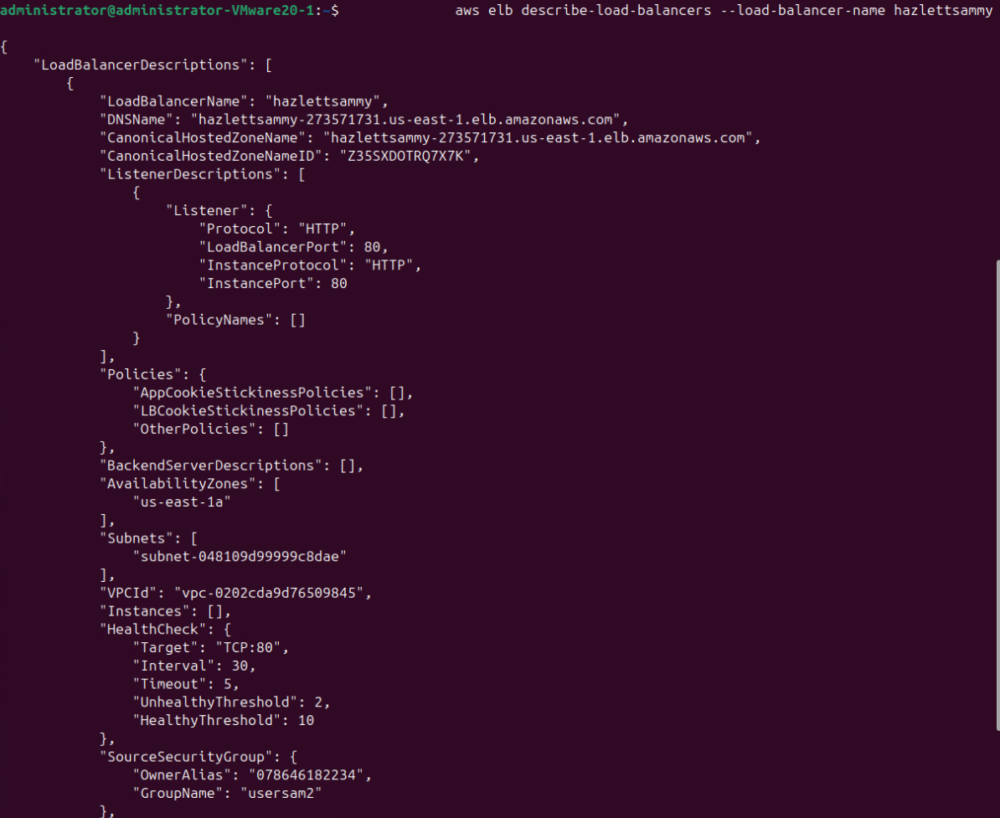 administrator@administrator-VMware20-1:~$ aws elb describe-load-balancers --load-balancer-name hazlettsammy
{
    "LoadBalancerDescriptions": [
        {
            "LoadBalancerName": "hazlettsammy",
            "DNSName": "hazlettsammy-273571731.us-east-1.elb.amazonaws.com",
            "CanonicalHostedZoneName": "hazlettsammy-273571731.us-east-1.elb.amazonaws.com",
            "CanonicalHostedZoneNameID": "Z35SXDOTRQ7X7K",
            "ListenerDescriptions": [
                {
                    "Listener": {
                        "Protocol": "HTTP",
                        "LoadBalancerPort": 80,
                        "InstanceProtocol": "HTTP",
                        "InstancePort": 80
                    },
                    "PolicyNames": []
                }
            ],
            "Policies": {
                "AppCookieStickinessPolicies": [],
                "LBCookieStickinessPolicies": [],
                "OtherPolicies": []
            },
            "BackendServerDescriptions": [],
            "AvailabilityZones": [
                "us-east-1a"
            ],
            "Subnets": [
                "subnet-048109d99999c8dae"
            ],
            "VPCId": "vpc-0202cda9d76509845",
            "Instances": [],
            "HealthCheck": {
                "Target": "TCP:80",
                "Interval": 30,
                "Timeout": 5,
                "UnhealthyThreshold": 2,
                "HealthyThreshold": 10
            },
            "SourceSecurityGroup": {
                "OwnerAlias": "078646182234",
                "GroupName": "usersam2"
            },